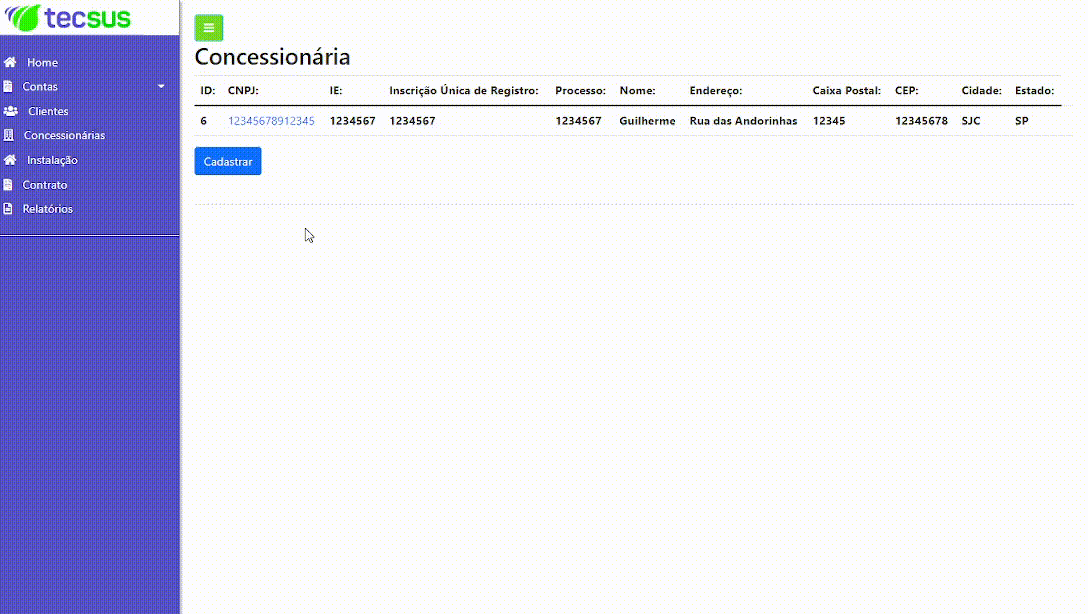 tecsus
Home
Contas
Clientes
Concessionárias
Instalação
Contrato
Relatórios
Concessionária
ID: CNPJ: IE: Inscrição Única de Registro: Processo: Nome: Endereço: Caixa Postal: CEP: Cidade: Estado:
6 12345678912345 1234567 1234567 1234567 Guilherme Rua das Andorinhas 12345 12345678 SJC SP
Cadastrar